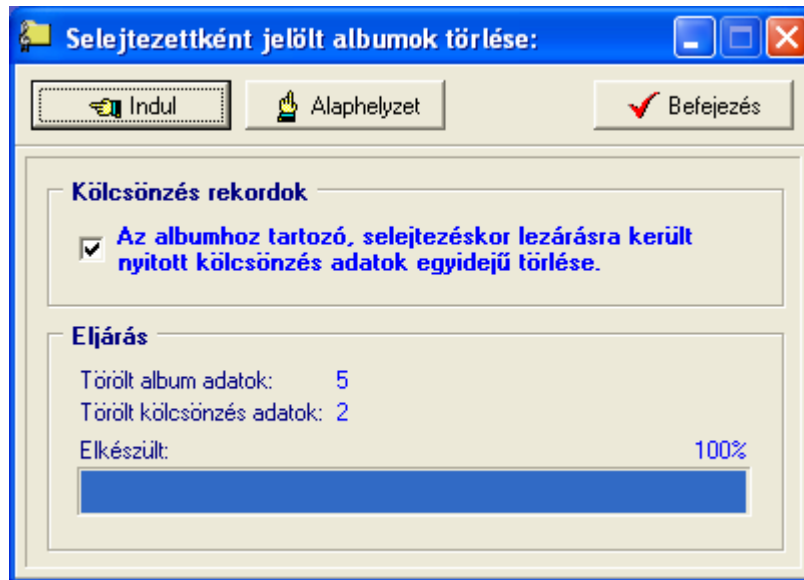 Selejtezettként jelölt albumok törlése:
Indul
Alaphelyzet
Befejezés
Kölcsönzés rekordok
Az albumhoz tartozó, selejtezéskor lezárásra került
nyitott kölcsönzés adatok egyidejű törlése.
Eljárás
Törölt album adatok: 5
Törölt kölcsönzés adatok: 2
Elkészült: 100%